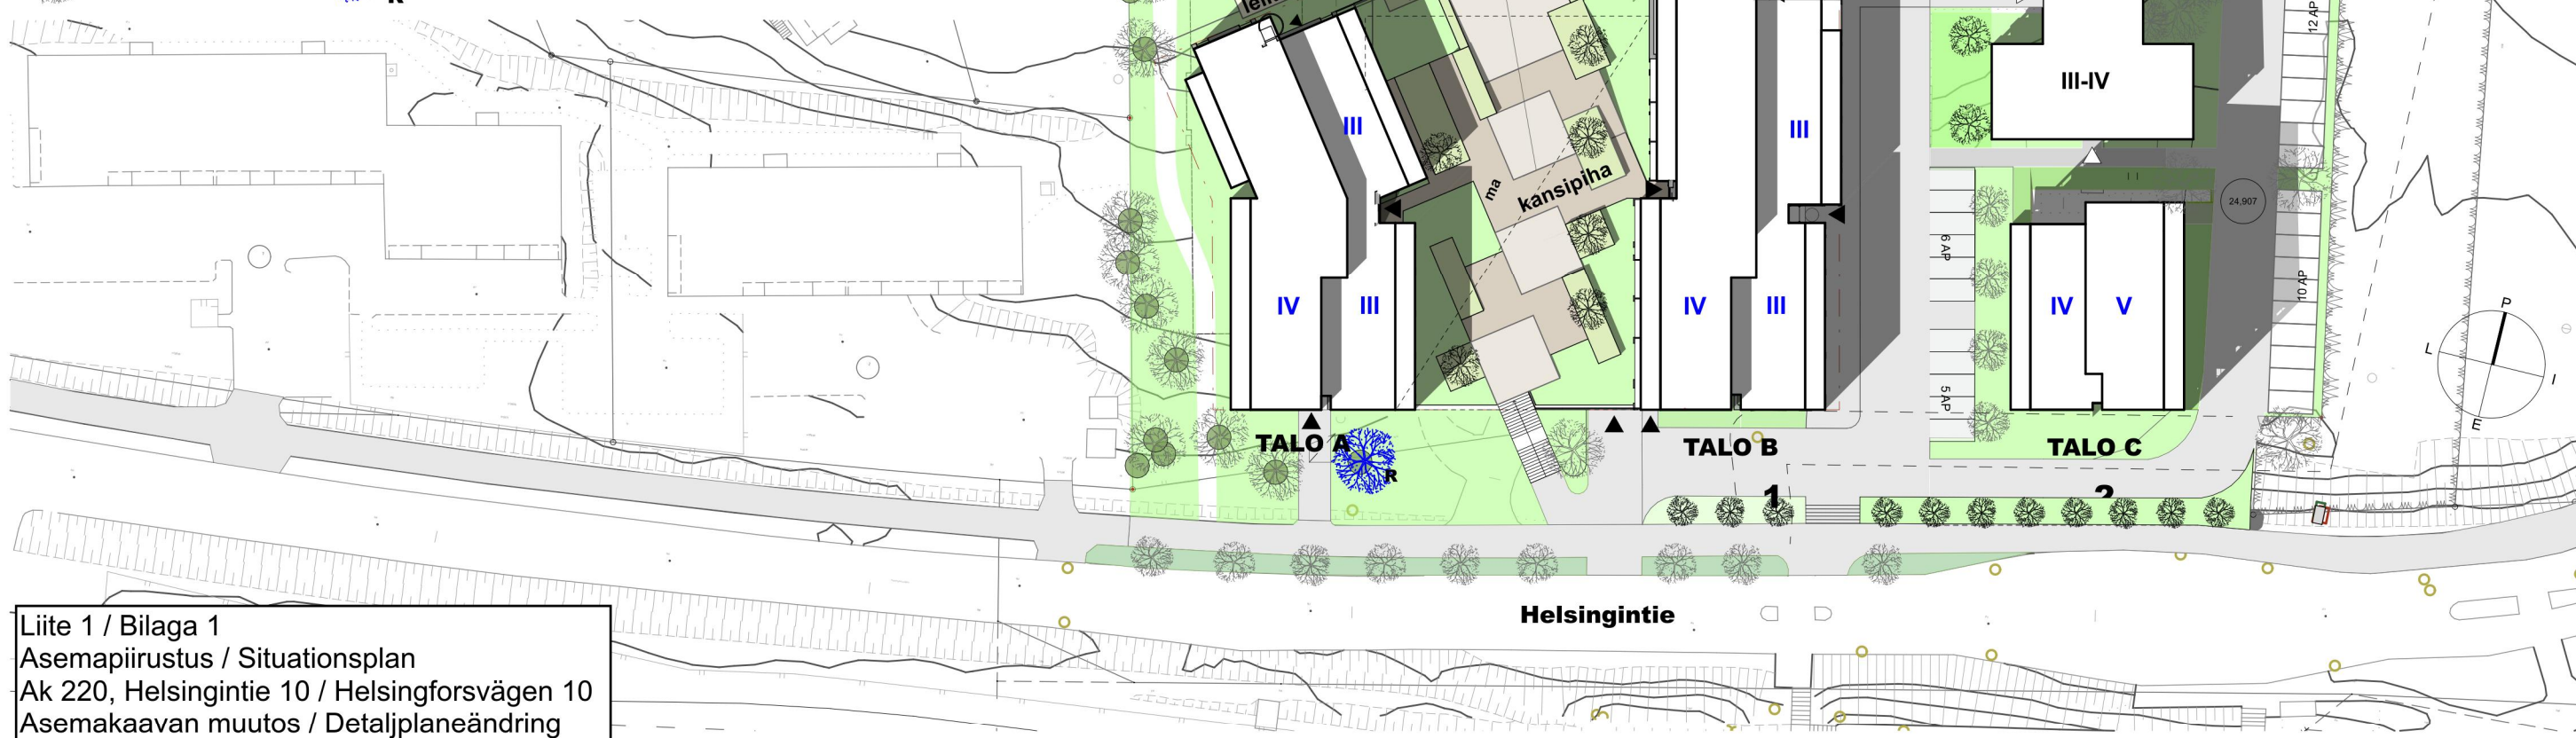 R
12 AP
III
III
III-IV
ma
kansipiha
24,907
6 AP
10 AP
IV
III
IV
III
IV
V
P
L
I
E
5 AP
TALO A
R
TALO B
TALO C
1
2
Helsingintie
Liite 1 / Bilaga 1
Asemapiirustus / Situationsplan
Ak 220, Helsingintie 10 / Helsingforsvägen 10
Asemakaavan muutos / Detaljplaneändring